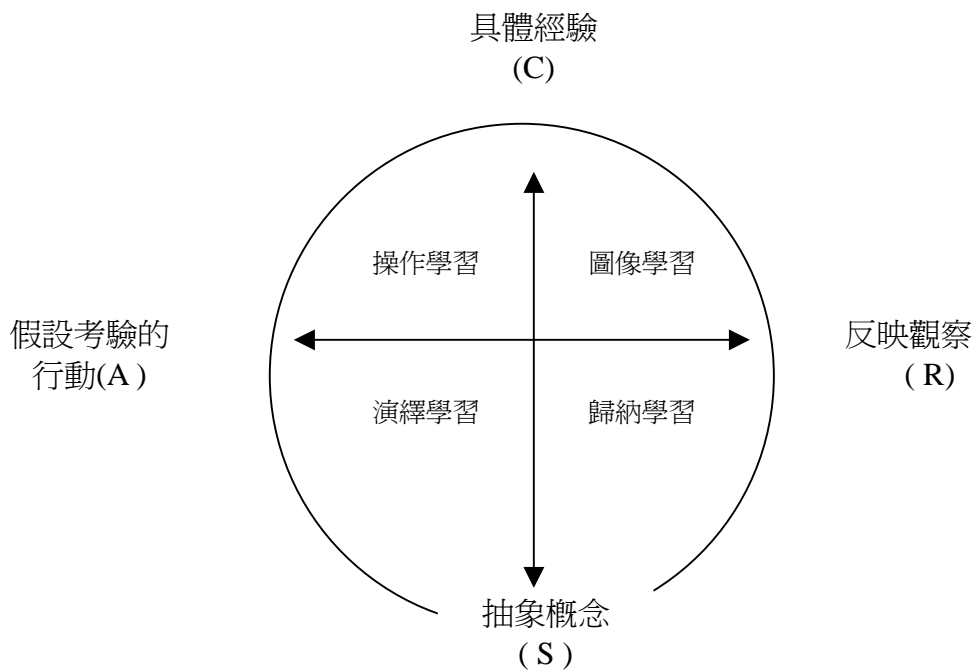 具體經驗
(C)
操作學習 圖像學習
假設考驗的 反映觀察
行動(A ) ( R)
演繹學習 歸納學習
抽象概念
( S )